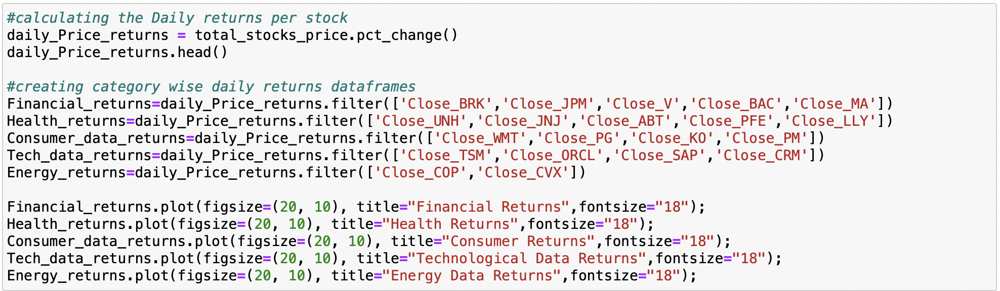 #calculating the Daily returns per stock
daily_Price_returns = total_stocks_price.pct_change()
daily_Price_returns.head()
#creating category wise daily returns dataframes
Financial_returns=daily_Price_returns.filter(['Close_BRK','Close_JPM','Close_V','Close_BAC','Close_MA'])
Health_returns=daily_Price_returns.filter(['Close_UNH','Close_JNJ','Close_ABT','Close_PFE','Close_LLY'])
Consumer_data_returns=daily_Price_returns.filter(['Close_WMT','Close_PG','Close_KO','Close_PM'])
Tech_data_returns=daily_Price_returns.filter(['Close_TSM','Close_ORCL','Close_SAP','Close_CRM'])
Energy_returns=daily_Price_returns.filter(['Close_COP','Close_CVX'])
Financial_returns.plot(figsize=(20, 10), title="Financial Returns",fontsize="18");
Health_returns.plot(figsize=(20, 10), title="Health Returns",fontsize="18");
Consumer_data_returns.plot(figsize=(20, 10), title="Consumer Returns",fontsize="18");
Tech_data_returns.plot(figsize=(20, 10), title="Technological Data Returns",fontsize="18");
Energy_returns.plot(figsize=(20, 10), title="Energy Data Returns",fontsize="18");